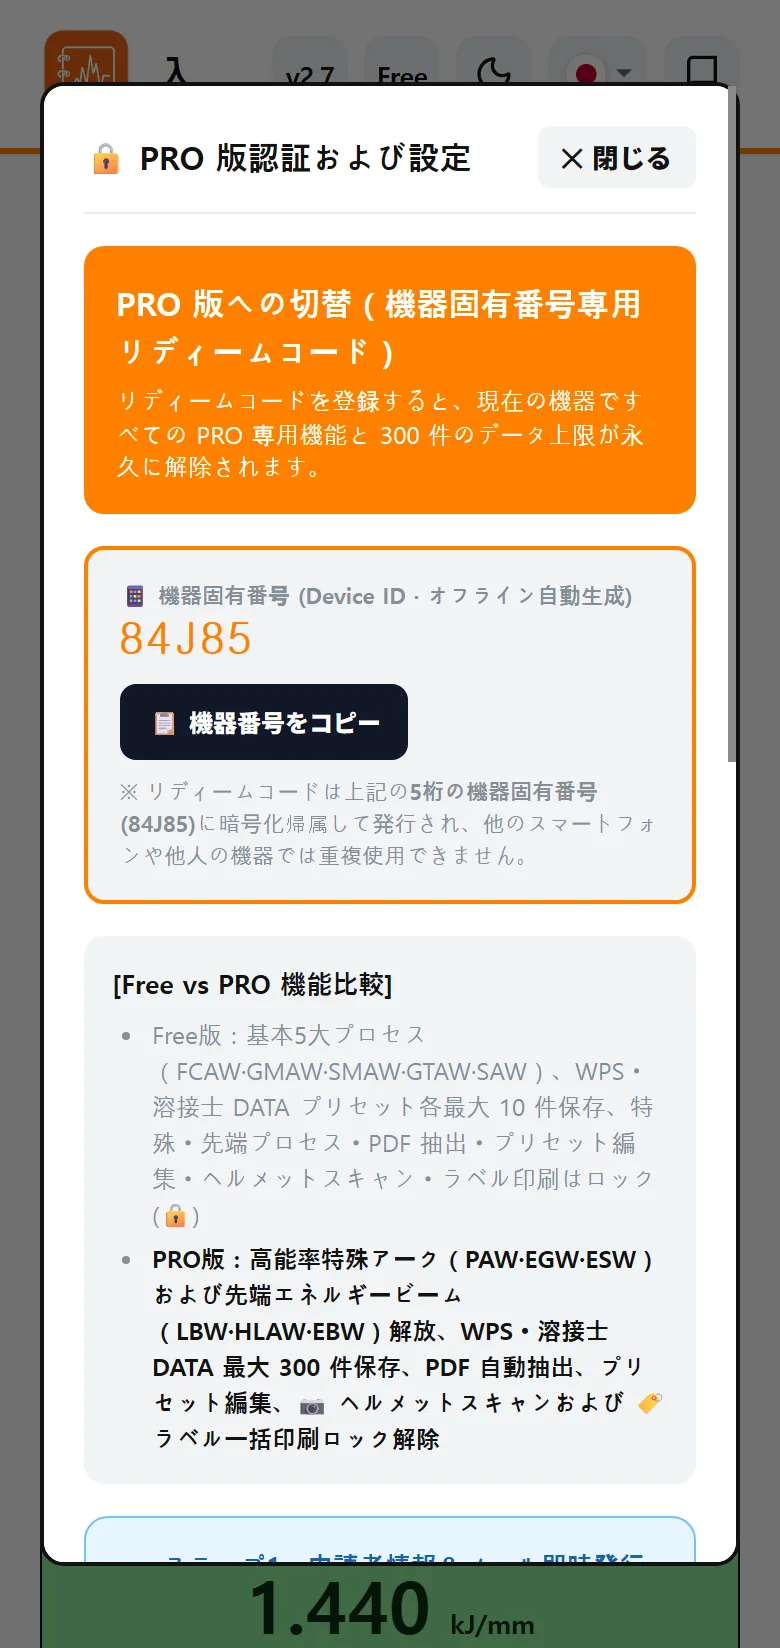 入
v2.7
Free
PRO 版認証および設定
× 閉じる
PRO 版への切替 ( 機器固有番号専用
リディームコード )
リディームコードを登録すると、現在の機器ですべ
べての PRO 専用機能と 300 件のデータ上限が永
久に解除されます。
機器固有番号 (Device ID · オフライン自動生成)
84J85
機器番号をコピー
※ リディームコードは上記の5桁の機器固有番号
(84J85)に暗号化帰属して発行され、他のスマートフォ
ンや他人の機器では重複使用できません。
[Free vs PRO 機能比較]
• Free版 : 基本5大プロセス
( FCAW·GMAW·SMAW·GTAW·SAW ) 、WPS・
溶接士 DATA プリセット各最大 10 件保存、特
殊・先端プロセス・PDF 抽出・プリセット編
集・ヘルメットスキャン・ラベル印刷はロック
(🔒)
• PRO版 : 高能率特殊アーク ( PAW·EGW·ESW )
および先端エネルギービーム
( LBW·HLAW·EBW ) 解放、WPS・溶接士
DATA 最大 300 件保存、PDF 自動抽出、プリ
セット編集、📷 ヘルメットスキャンおよび 🏷️
ラベル一括印刷ロック解除
1.440 kJ/mm